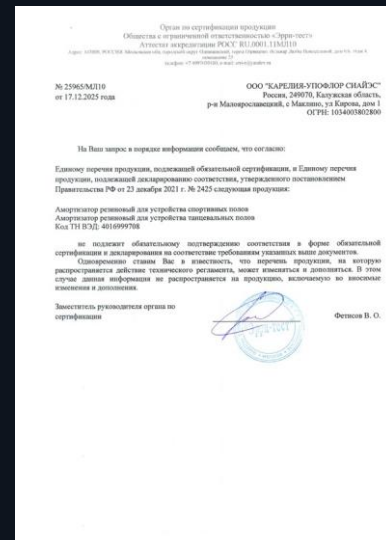 Орган по сертификации продукции
Общества с ограниченной ответственностью «Эрри-тест»
Аттестат аккредитации РОСС RU.0001.11МЛ10
№ 25965/МЛ10
от 17.12.2025 года
ООО "КАРЕЛИЯ-УПОФЛОР СИАЙЭС"
Россия, 249070, Калужская область,
р-н Малоярославецкий, с Маклино, ул Кирова, дом 1
ОГРН: 1034003802800
На Ваш запрос в порядке информации сообщаем, что согласно:
Единому перечня продукции, подлежащей обязательной сертификации, и Единому перечня
продукции, подлежащей декларированию соответствия, утвержденного постановлением
Правительства РФ от 23 декабря 2021 г. № 2425 следующая продукция:
Амортизатор резиновый для устройства спортивных полов
Амортизатор резиновый для устройства танцевальных полов
Код ТН ВЭД: 4016999708
не подлежит обязательному подтверждению соответствия в форме обязательной
сертификации и декларирования на соответствие требованиям указанных выше документов.
Одновременно ставим Вас в известность, что перечень продукции, на которую
распространяется действие технического регламента, может изменяться и дополняться. В этом
случае данная информация не распространяется на продукцию, включаемую во вносимые
изменения и дополнения.
Заместитель руководителя органа по
сертификации
Фетисов В. О.